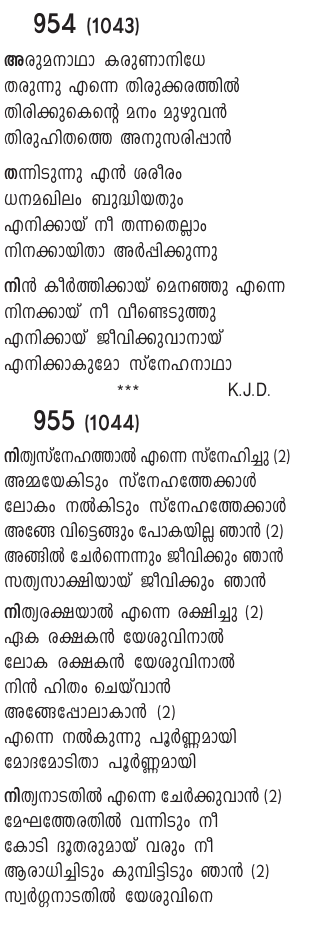 954 (1043)
അരുമനാഥാ കരുണാനിധേ
തരുന്നു എന്നെ തിരുക്കരത്തിൽ
തിരിക്കുകെന്റെ മനം മുഴുവൻ
തിരുഹിതത്തെ അനുസരിപ്പാൻ
തന്നിടുന്നു എൻ ശരീരം
ധനമഖിലം ബുദ്ധിയതും
എനിക്കായ് നീ തന്നതെല്ലാം
നിനക്കായിതാ അർപ്പിക്കുന്നു
നിൻ കീർത്തിക്കായ് മെനഞ്ഞു എന്നെ
നിനക്കായ് നീ വീണ്ടെടുത്തു
എനിക്കായ് ജീവിക്കുവാനായ്
എനിക്കാകുമോ സ്നേഹനാഥാ
*** K.J.D.
955 (1044)
നിത്യസ്നേഹത്താൽ എന്നെ സ്നേഹിച്ചു (2)
അമ്മയേകിടും സ്നേഹത്തേക്കാൾ
ലോകം നൽകിടും സ്നേഹത്തേക്കാൾ
അങ്ങേ വിട്ടെങ്ങും പോകയില്ല ഞാൻ (2)
അങ്ങിൽ ചേർന്നെന്നും ജീവിക്കും ഞാൻ
സത്യസാക്ഷിയായ് ജീവിക്കും ഞാൻ
നിത്യരക്ഷയാൽ എന്നെ രക്ഷിച്ചു (2)
ഏക രക്ഷകൻ യേശുവിനാൽ
ലോക രക്ഷകൻ യേശുവിനാൽ
നിൻ ഹിതം ചെയ്‌വാൻ
അങ്ങേപ്പോലാകാൻ (2)
എന്നെ നൽകുന്നു പൂർണ്ണമായി
മോദമോടിതാ പൂർണ്ണമായി
നിത്യനാടതിൽ എന്നെ ചേർക്കുവാൻ (2)
മേഘത്തേരതിൽ വന്നിടും നീ
കോടി ദൂതരുമായ് വരും നീ
ആരാധിച്ചിടും കുമ്പിട്ടിടും ഞാൻ (2)
സ്വർഗ്ഗനാടതിൽ യേശുവിനെ